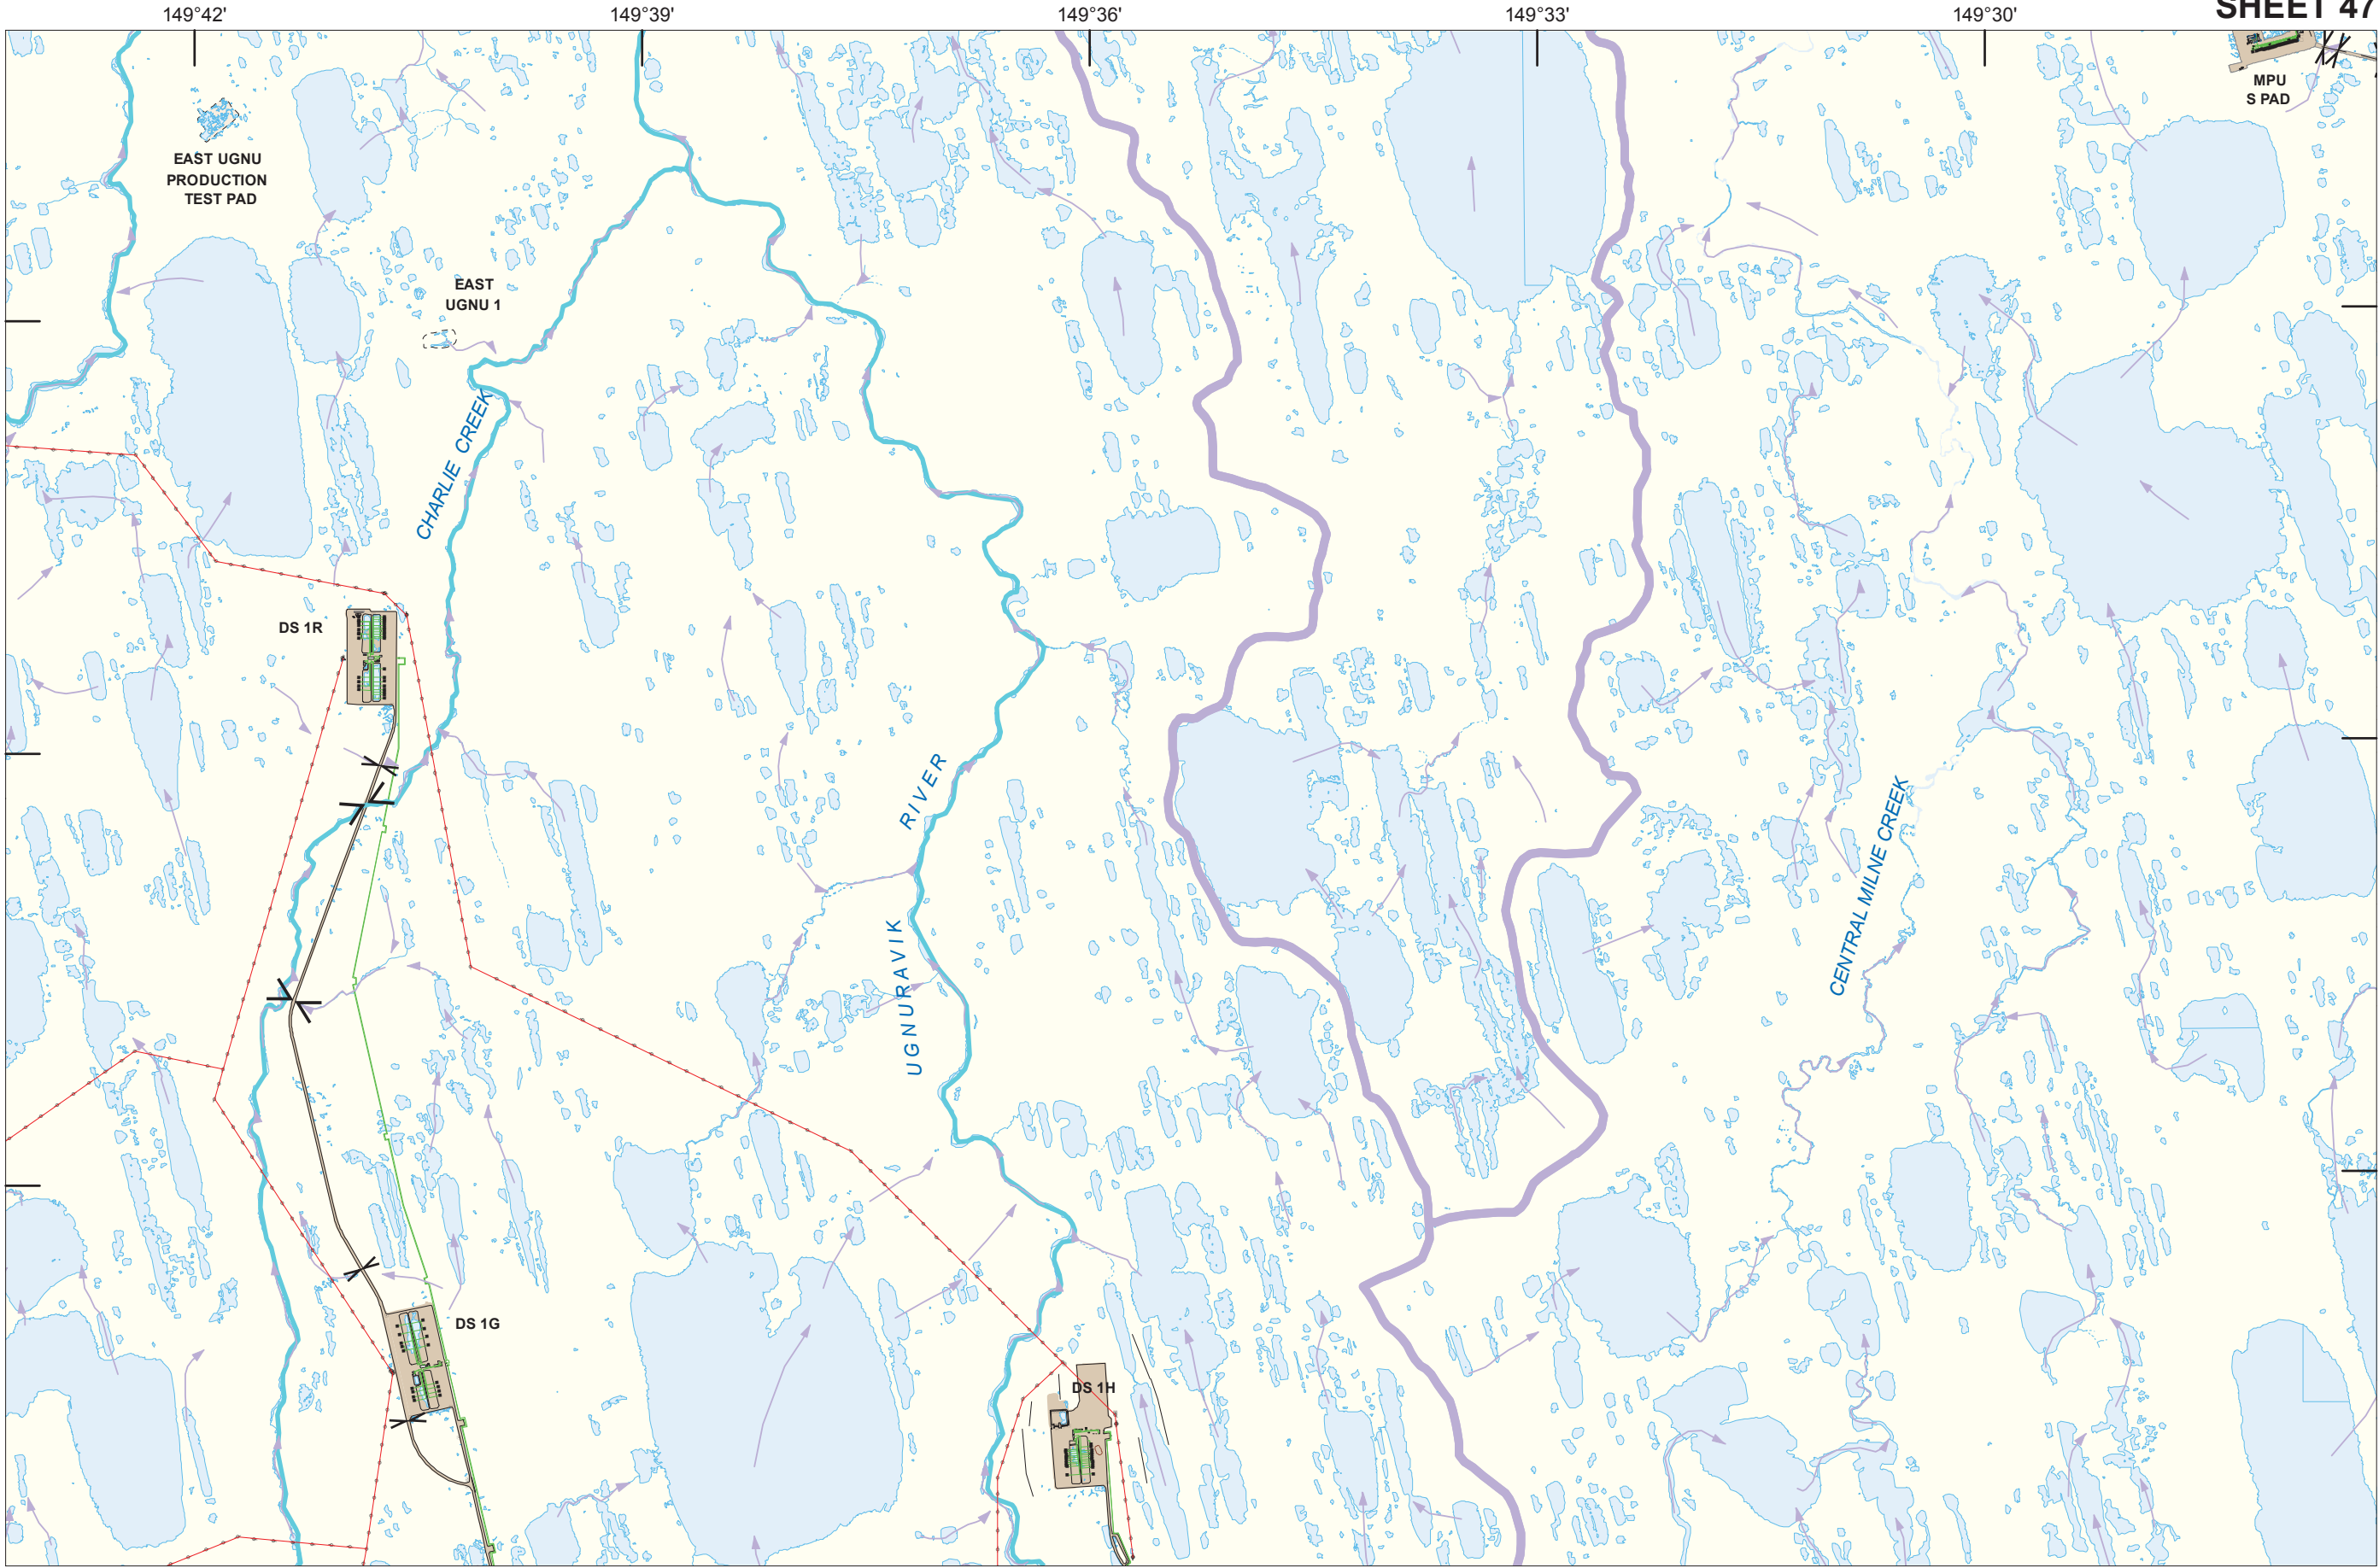 149°42'
149°39'
149°36'
149°33'
149°30'
SHEET 47
MPU
S PAD
EAST UGNU
PRODUCTION
TEST PAD
EAST
UGNU 1
CHARLIE CREEK
DS 1R
UGNURAVIK RIVER
CENTRAL MILNE CREEK
DS 1G
DS 1H